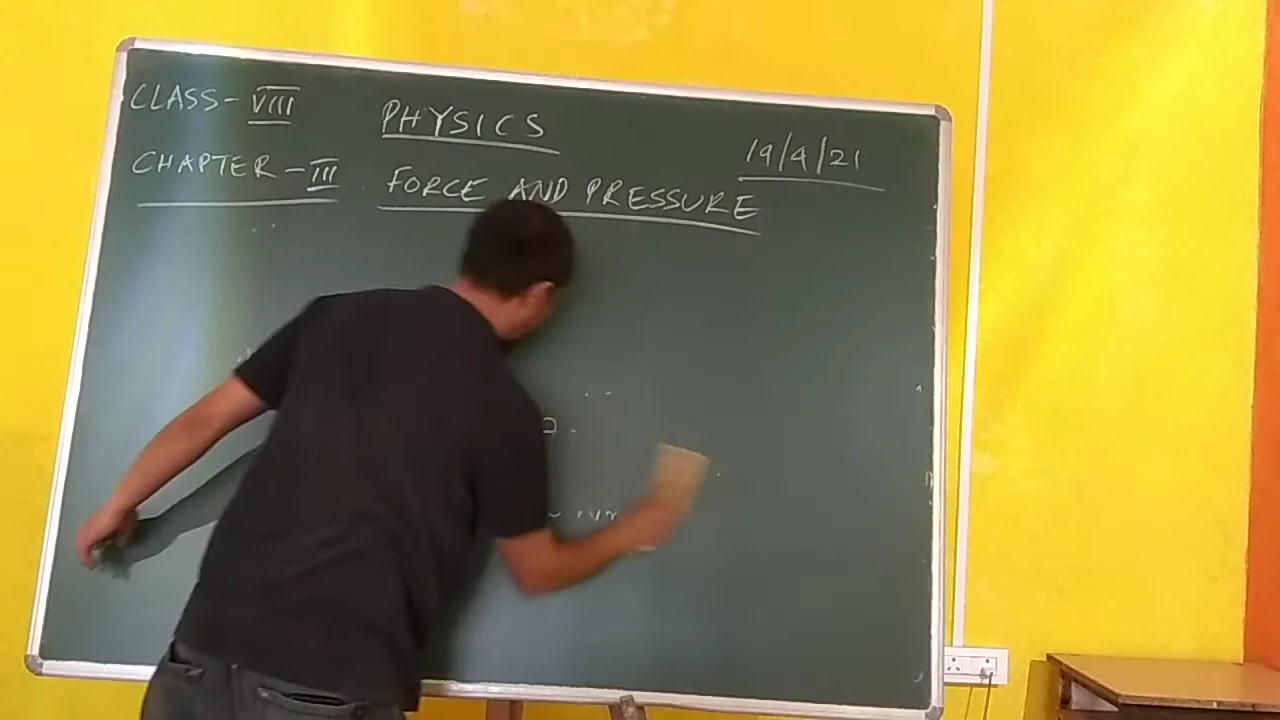 CLASS - VIII
PHYSICS
19/4/21
CHAPTER - III
FORCE AND PRESSURE